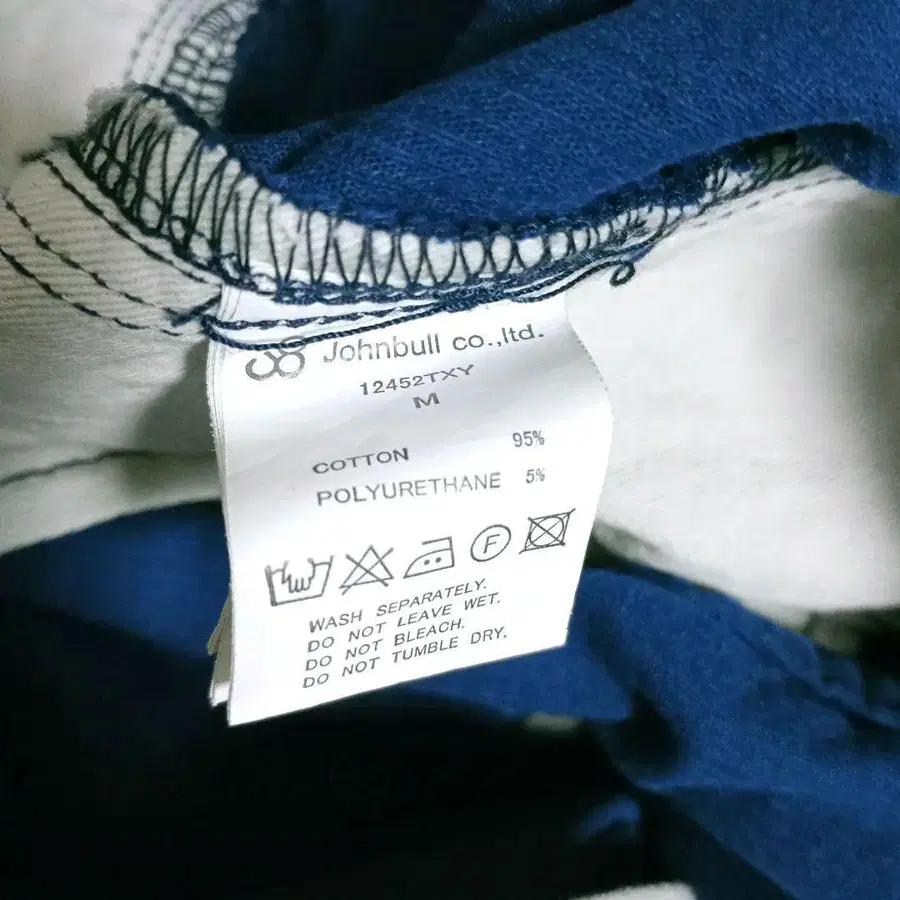 Johnbull co.,ltd.
12452TXY
M
COTTON 95%
POLYURETHANE 5%
F
WASH SEPARATELY.
DO NOT LEAVE WET.
DO NOT BLEACH.
DO NOT TUMBLE DRY.